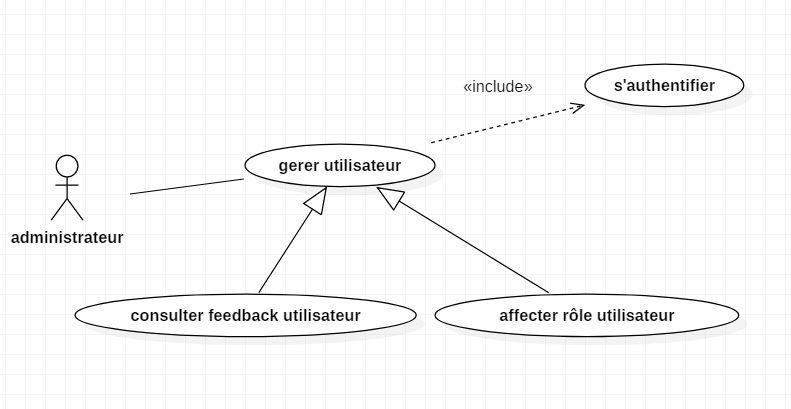 s'authentifier
«include»
gerer utilisateur
administrateur
consulter feedback utilisateur
affecter rôle utilisateur